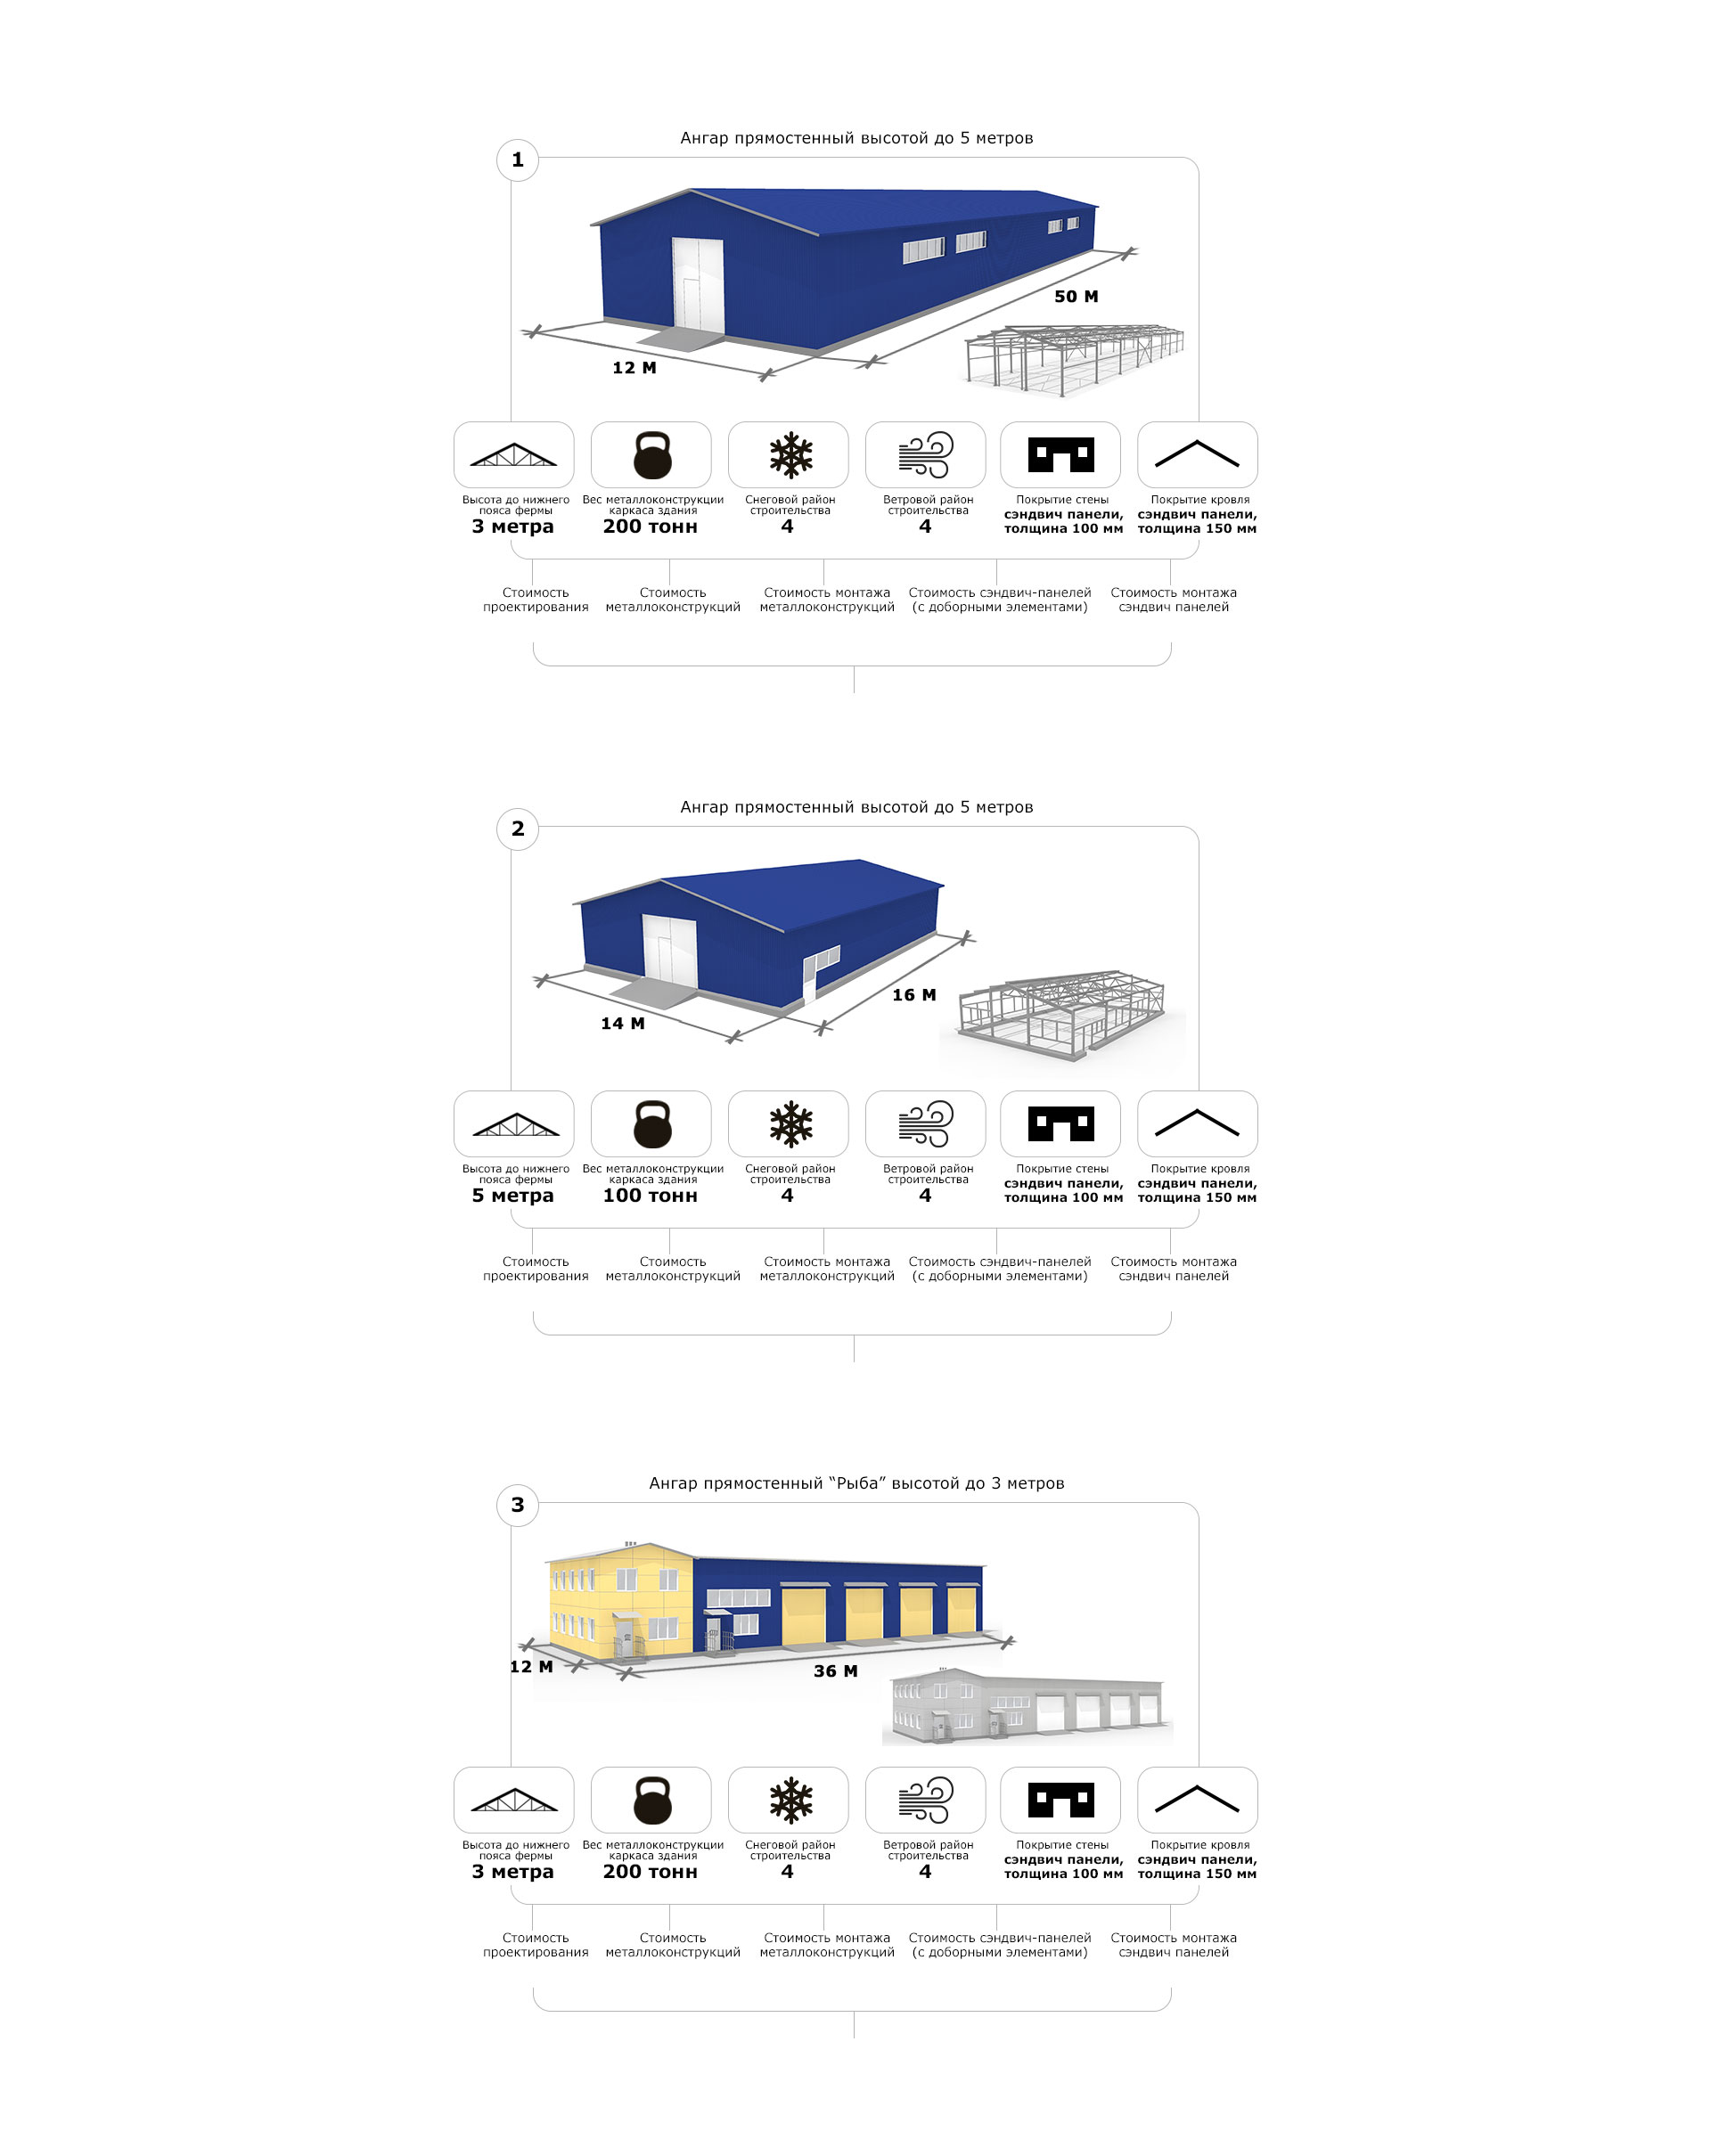 Ангар прямостенный высотой до 5 метров
1
50 М
12 М
Высота до нижнего
пояса фермы
3 метра
Вес металлоконструкции
каркаса здания
200 тонн
Снеговой район
строительства
4
Ветровой район
строительства
4
Покрытие стены
сэндвич панели,
толщина 100 мм
Покрытие кровля
сэндвич панели,
толщина 150 мм
Стоимость
проектирования
Стоимость
металлоконструкций
Стоимость монтажа
металлоконструкций
Стоимость сэндвич-панелей
(с доборными элементами)
Стоимость монтажа
сэндвич панелей
Ангар прямостенный высотой до 5 метров
2
16 М
14 М
Высота до нижнего
пояса фермы
5 метра
Вес металлоконструкции
каркаса здания
100 тонн
Снеговой район
строительства
4
Ветровой район
строительства
4
Покрытие стены
сэндвич панели,
толщина 100 мм
Покрытие кровля
сэндвич панели,
толщина 150 мм
Стоимость
проектирования
Стоимость
металлоконструкций
Стоимость монтажа
металлоконструкций
Стоимость сэндвич-панелей
(с доборными элементами)
Стоимость монтажа
сэндвич панелей
Ангар прямостенный “Рыба” высотой до 3 метров
3
12 М
36 М
Высота до нижнего
пояса фермы
3 метра
Вес металлоконструкции
каркаса здания
200 тонн
Снеговой район
строительства
4
Ветровой район
строительства
4
Покрытие стены
сэндвич панели,
толщина 100 мм
Покрытие кровля
сэндвич панели,
толщина 150 мм
Стоимость
проектирования
Стоимость
металлоконструкций
Стоимость монтажа
металлоконструкций
Стоимость сэндвич-панелей
(с доборными элементами)
Стоимость монтажа
сэндвич панелей